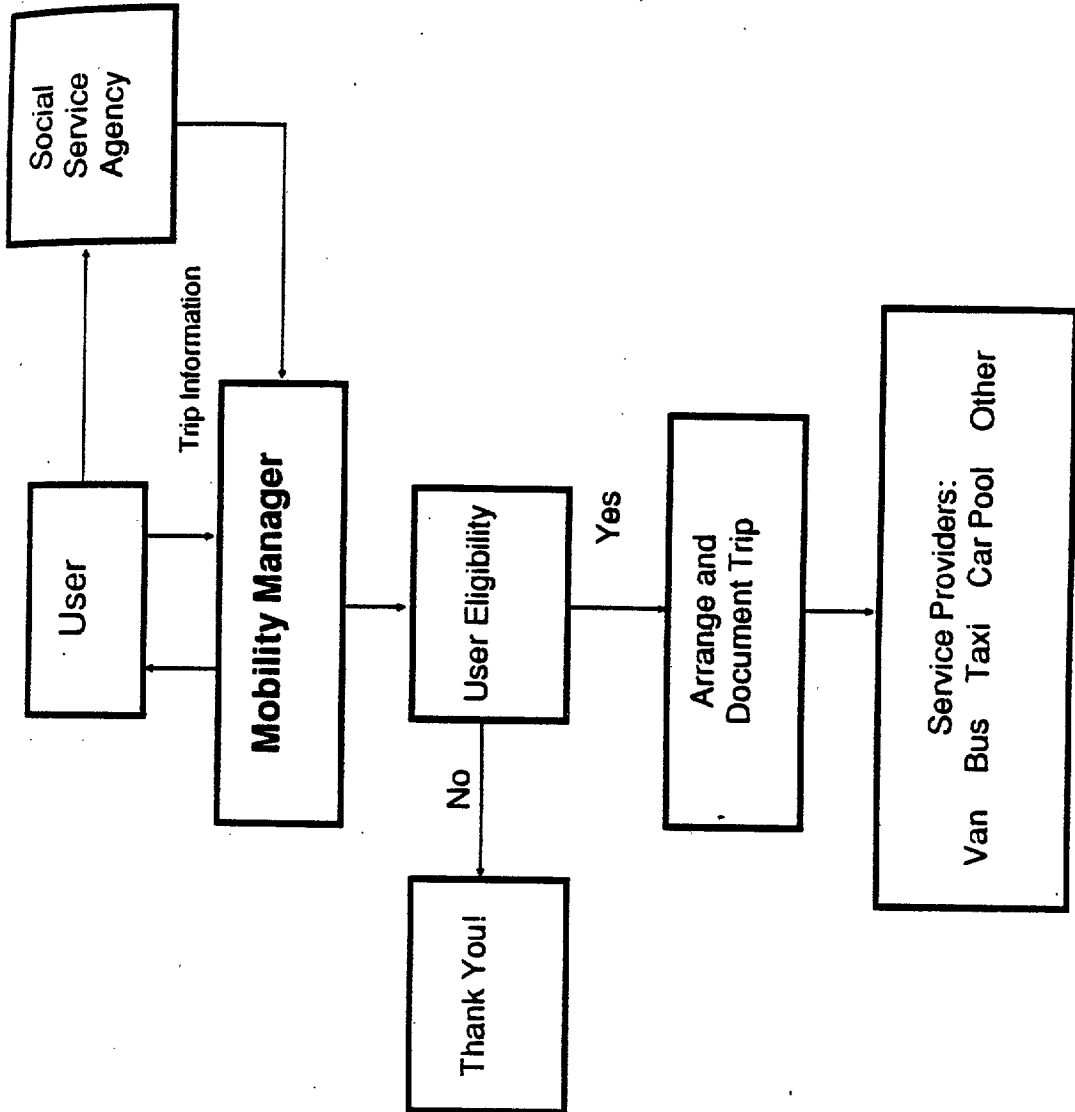 User
Social
Service
Agency
Trip Information
Mobility Manager
User Eligibility
No
Yes
Thank You!
Arrange and
Document Trip
Service Providers:
Van Bus Taxi Car Pool Other